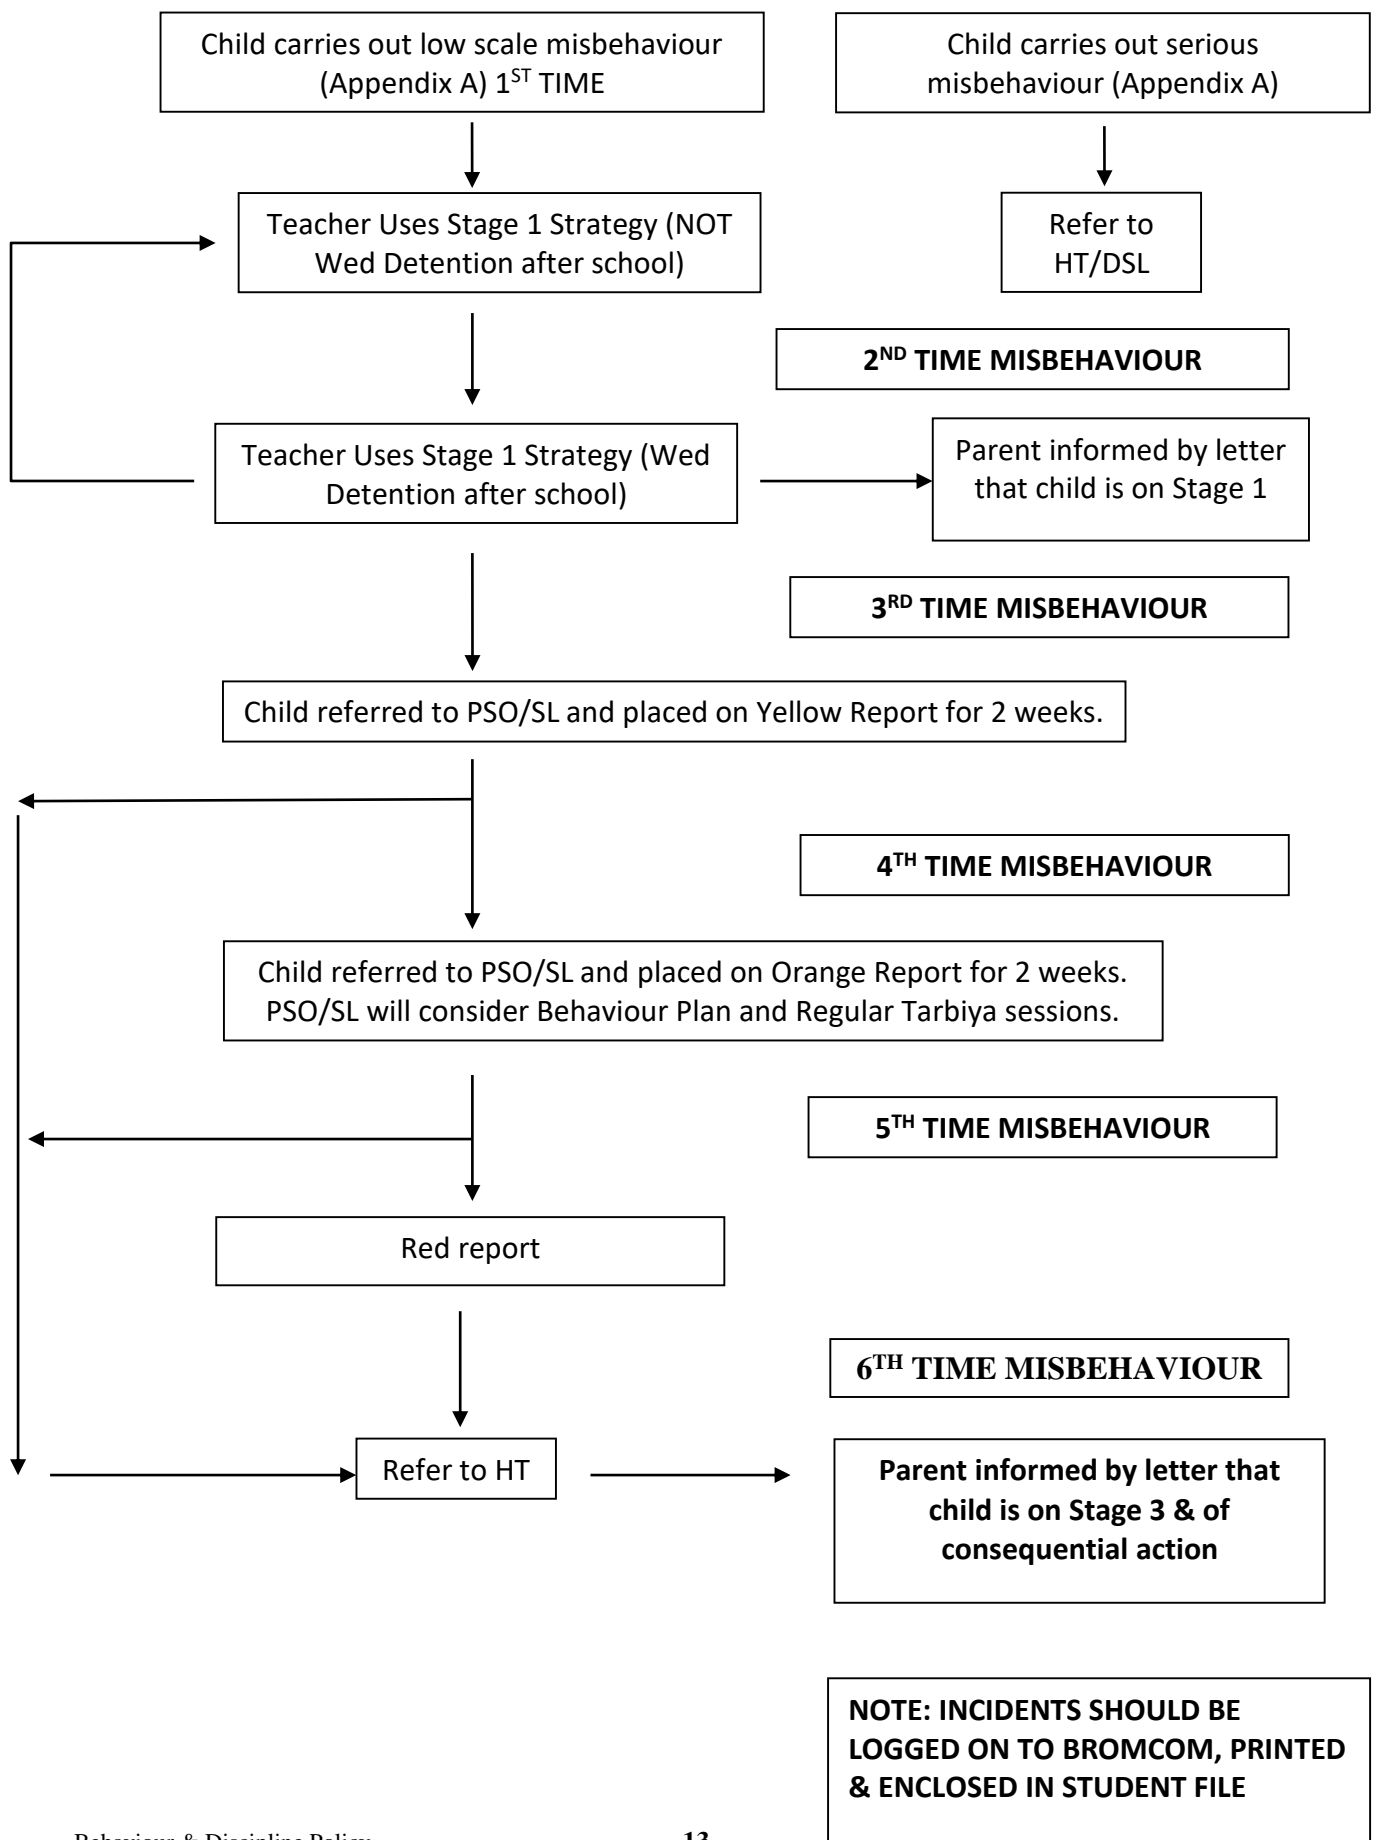 Child carries out low scale misbehaviour
(Appendix A) 1ST TIME
Child carries out serious
misbehaviour (Appendix A)
Teacher Uses Stage 1 Strategy (NOT
Wed Detention after school)
Refer to
HT/DSL
2ND TIME MISBEHAVIOUR
Teacher Uses Stage 1 Strategy (Wed
Detention after school)
Parent informed by letter
that child is on Stage 1
3RD TIME MISBEHAVIOUR
Child referred to PSO/SL and placed on Yellow Report for 2 weeks.
4TH TIME MISBEHAVIOUR
Child referred to PSO/SL and placed on Orange Report for 2 weeks.
PSO/SL will consider Behaviour Plan and Regular Tarbiya sessions.
5TH TIME MISBEHAVIOUR
Red report
6TH TIME MISBEHAVIOUR
Refer to HT
Parent informed by letter that
child is on Stage 3 & of
consequential action
NOTE: INCIDENTS SHOULD BE
LOGGED ON TO BROMCOM, PRINTED
& ENCLOSED IN STUDENT FILE
Behaviour & Discipline Policy 13